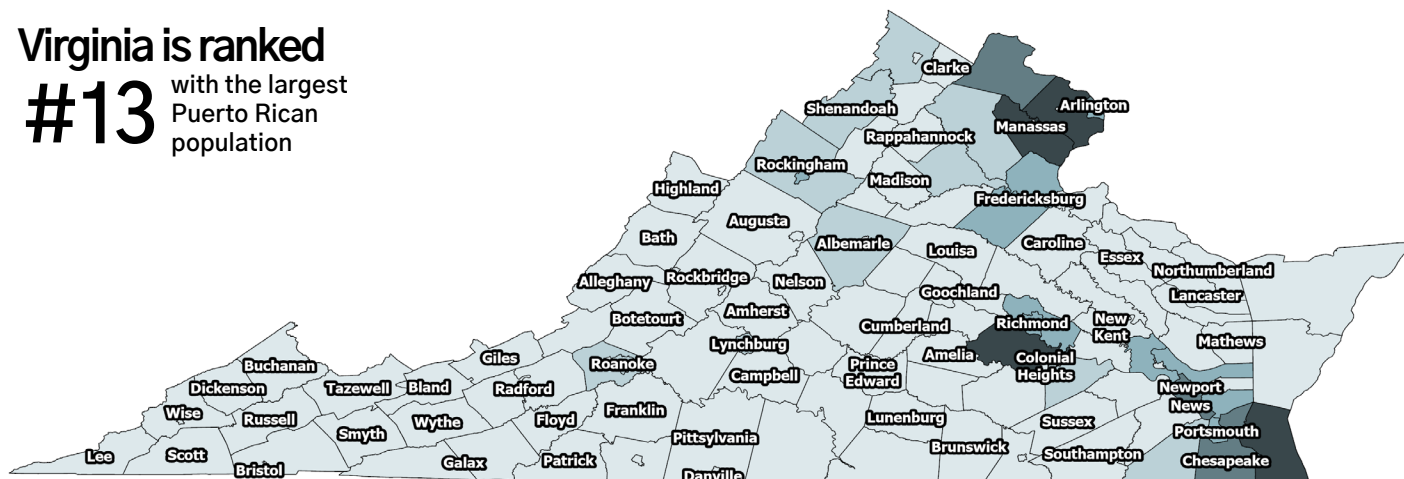 Virginia is ranked
#13
with the largest
Puerto Rican
population
Clarke
Shenandoah
Arlington
Manassas
Rappahannock
Rockingham
Madison
Highland
Fredericksburg
Augusta
Bath
Albemarle
Louisa
Caroline
Essex
Northumberland
Alleghany
Rockbridge
Nelson
Goochland
Lancaster
Botetourt
Amherst
Cumberland
Richmond
New
Kent
Mathews
Lynchburg
Giles
Buchanan
Roanoke
Prince
Edward
Amelia
Colonial
Heights
Dickenson
Tazewell
Bland
Radford
Campbell
Newport
News
Wise
Russell
Wythe
Floyd
Franklin
Lunenburg
Sussex
Smyth
Pittsylvania
Portsmouth
Lee
Scott
Bristol
Galax
Patrick
Brunswick
Southampton
Chesapeake
Danville